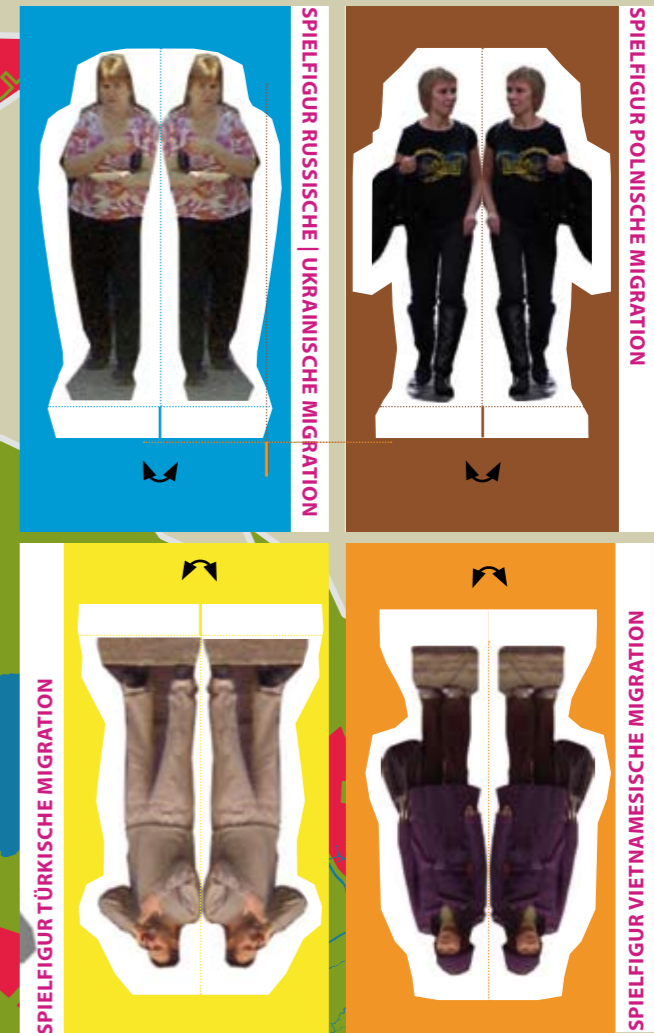 SPIELFIGUR RUSSISCHE | UKRAINISCHE MIGRATION
SPIELFIGUR POLNISCHE MIGRATION
SPIELFIGUR TÜRKISCHE MIGRATION
SPIELFIGUR VIETNAMESISCHE MIGRATION